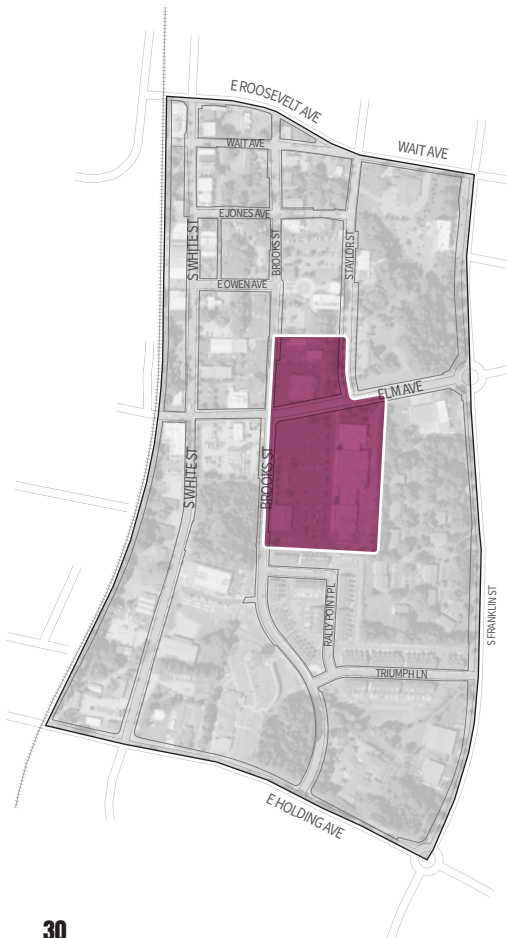 E ROOSEVELT AVE
WAIT AVE
WAIT AVE
E JONES AVE
S WHITE ST
BROOKS ST
S TAYLOR ST
E OWEN AVE
ELM AVE
S WHITE ST
BROOKS ST
RALLY POINT PL
S FRANKLIN ST
TRIUMPH LN
E HOLDING AVE
30